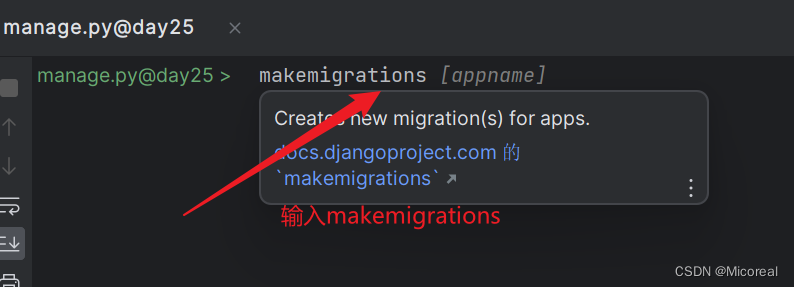 manage.py@day25
manage.py@day25 > makemigrations [appname]
Creates new migration(s) for apps.
docs.djangoproject.com 的
`makemigrations`
输入makemigrations
CSDN @Micoreal